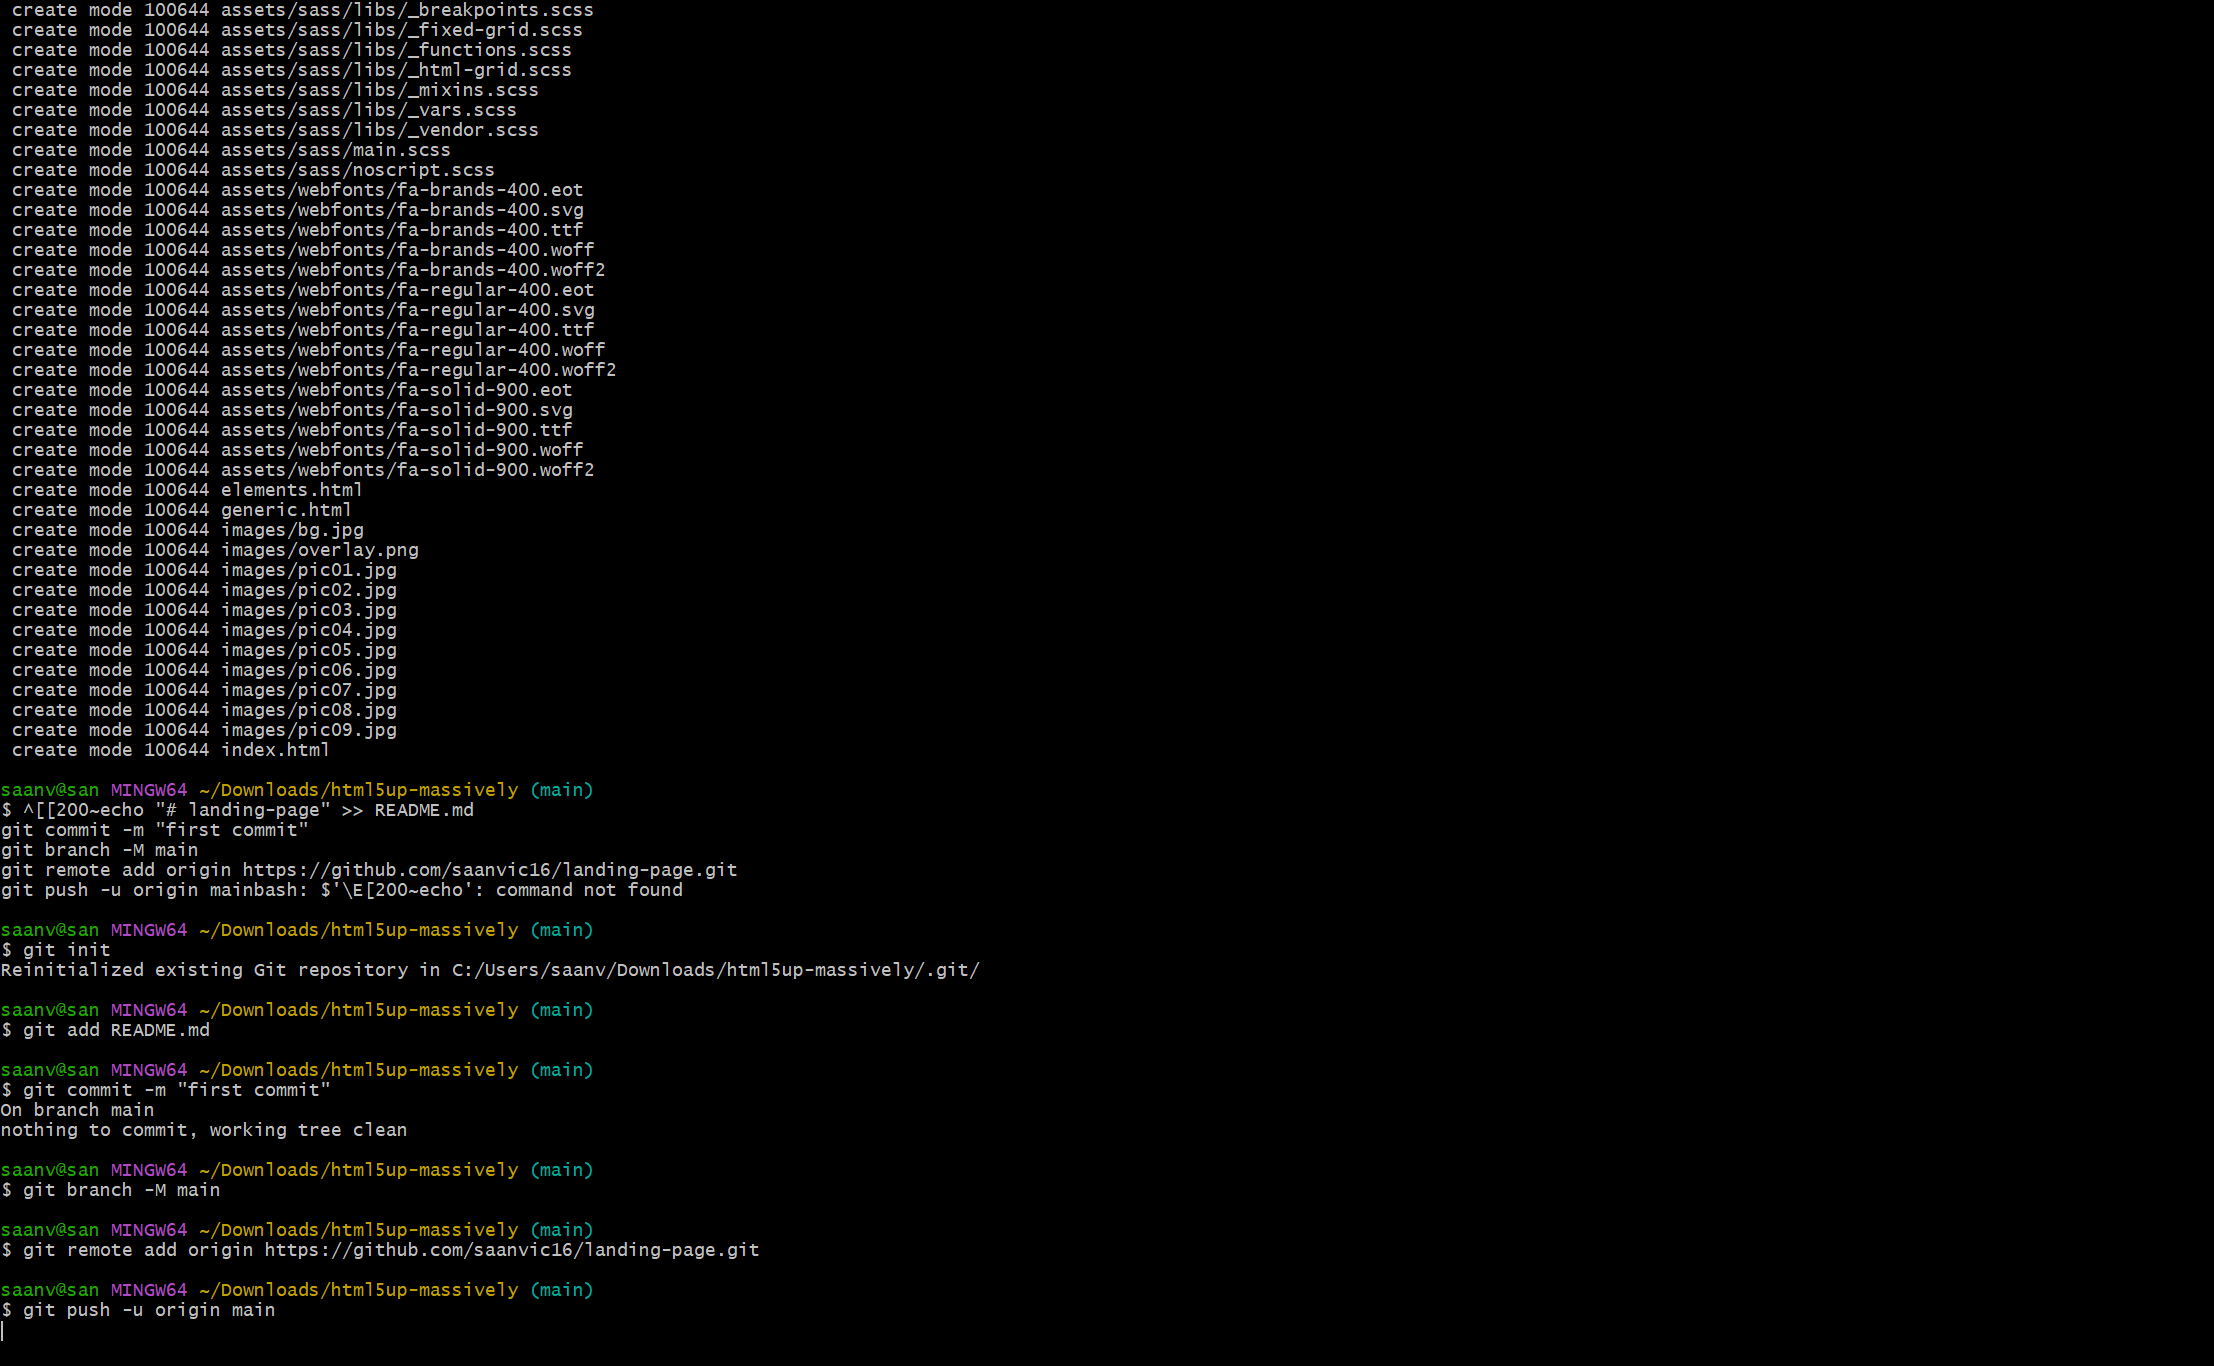 create mode 100644 assets/sass/libs/_breakpoints.scss
create mode 100644 assets/sass/libs/_fixed-grid.scss
create mode 100644 assets/sass/libs/_functions.scss
create mode 100644 assets/sass/libs/_html-grid.scss
create mode 100644 assets/sass/libs/_mixins.scss
create mode 100644 assets/sass/libs/_vars.scss
create mode 100644 assets/sass/libs/_vendor.scss
create mode 100644 assets/sass/main.scss
create mode 100644 assets/sass/noscript.scss
create mode 100644 assets/webfonts/fa-brands-400.eot
create mode 100644 assets/webfonts/fa-brands-400.svg
create mode 100644 assets/webfonts/fa-brands-400.ttf
create mode 100644 assets/webfonts/fa-brands-400.woff
create mode 100644 assets/webfonts/fa-brands-400.woff2
create mode 100644 assets/webfonts/fa-regular-400.eot
create mode 100644 assets/webfonts/fa-regular-400.svg
create mode 100644 assets/webfonts/fa-regular-400.ttf
create mode 100644 assets/webfonts/fa-regular-400.woff
create mode 100644 assets/webfonts/fa-regular-400.woff2
create mode 100644 assets/webfonts/fa-solid-900.eot
create mode 100644 assets/webfonts/fa-solid-900.svg
create mode 100644 assets/webfonts/fa-solid-900.ttf
create mode 100644 assets/webfonts/fa-solid-900.woff
create mode 100644 assets/webfonts/fa-solid-900.woff2
create mode 100644 elements.html
create mode 100644 generic.html
create mode 100644 images/bg.jpg
create mode 100644 images/overlay.png
create mode 100644 images/pic01.jpg
create mode 100644 images/pic02.jpg
create mode 100644 images/pic03.jpg
create mode 100644 images/pic04.jpg
create mode 100644 images/pic05.jpg
create mode 100644 images/pic06.jpg
create mode 100644 images/pic07.jpg
create mode 100644 images/pic08.jpg
create mode 100644 images/pic09.jpg
create mode 100644 index.html
saanv@san MINGW64 ~/Downloads/html5up-massively (main)
$ ^[[200~echo "# landing-page" >> README.md
git commit -m "first commit"
git branch -M main
git remote add origin https://github.com/saanvic16/landing-page.git
git push -u origin mainbash: $'\E[200~echo': command not found
saanv@san MINGW64 ~/Downloads/html5up-massively (main)
$ git init
Reinitialized existing Git repository in C:/Users/saanv/Downloads/html5up-massively/.git/
saanv@san MINGW64 ~/Downloads/html5up-massively (main)
$ git add README.md
saanv@san MINGW64 ~/Downloads/html5up-massively (main)
$ git commit -m "first commit"
On branch main
nothing to commit, working tree clean
saanv@san MINGW64 ~/Downloads/html5up-massively (main)
$ git branch -M main
saanv@san MINGW64 ~/Downloads/html5up-massively (main)
$ git remote add origin https://github.com/saanvic16/landing-page.git
saanv@san MINGW64 ~/Downloads/html5up-massively (main)
$ git push -u origin main